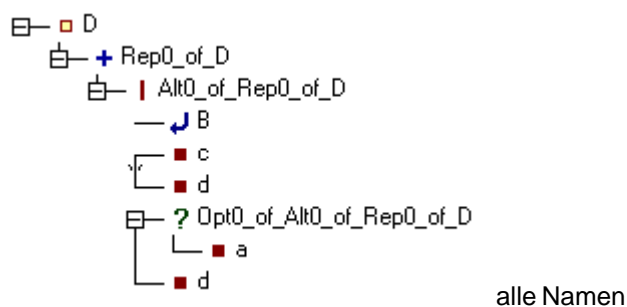 D
+ Rep0_of_D
| Alt0_of_Rep0_of_D
B
c
d
? Opt0_of_Alt0_of_Rep0_of_D
a
d
alle Namen